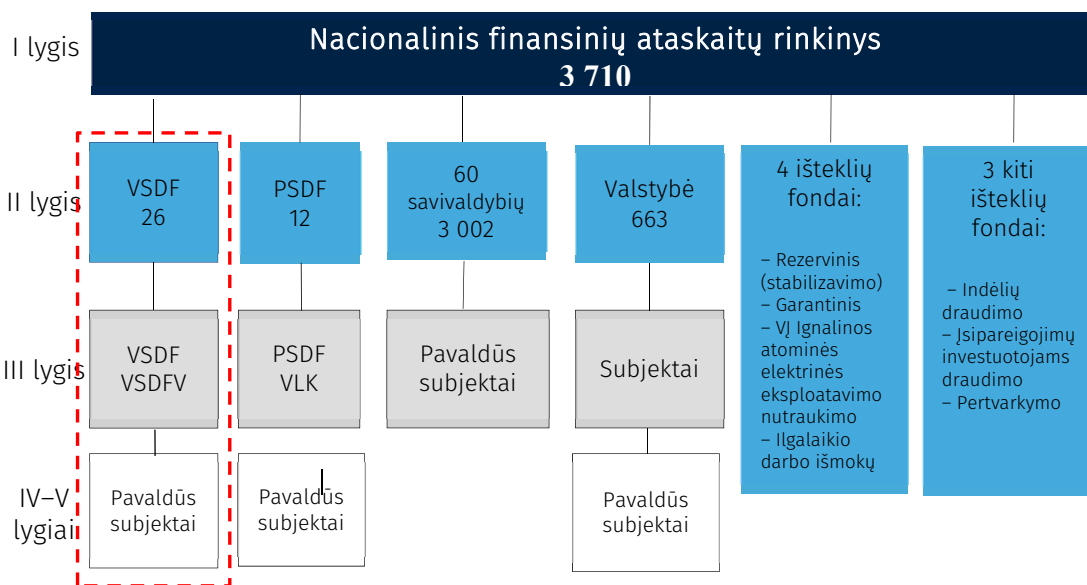 I lygis
Nacionalinis finansinių ataskaitų rinkinys
3 710
II lygis
VSDF
26
PSDF
12
60
savivaldybių
3 002
Valstybė
663
4 išteklių
fondai:
– Rezervinis
(stabilizavimo)
– Garantinis
– VĮ Ignalinos
atominės
elektrinės
eksploatavimo
nutraukimo
– Ilgalaikio
darbo išmokų
3 kiti
išteklių
fondai:
– Indėlių
draudimo
– Įsipareigojimų
investuotojams
draudimo
– Pertvarkymo
III lygis
VSDF
VSDFV
PSDF
VLK
Pavaldūs
subjektai
Subjektai
IV–V
lygiai
Pavaldūs
subjektai
Pavaldūs
subjektai
Pavaldūs
subjektai